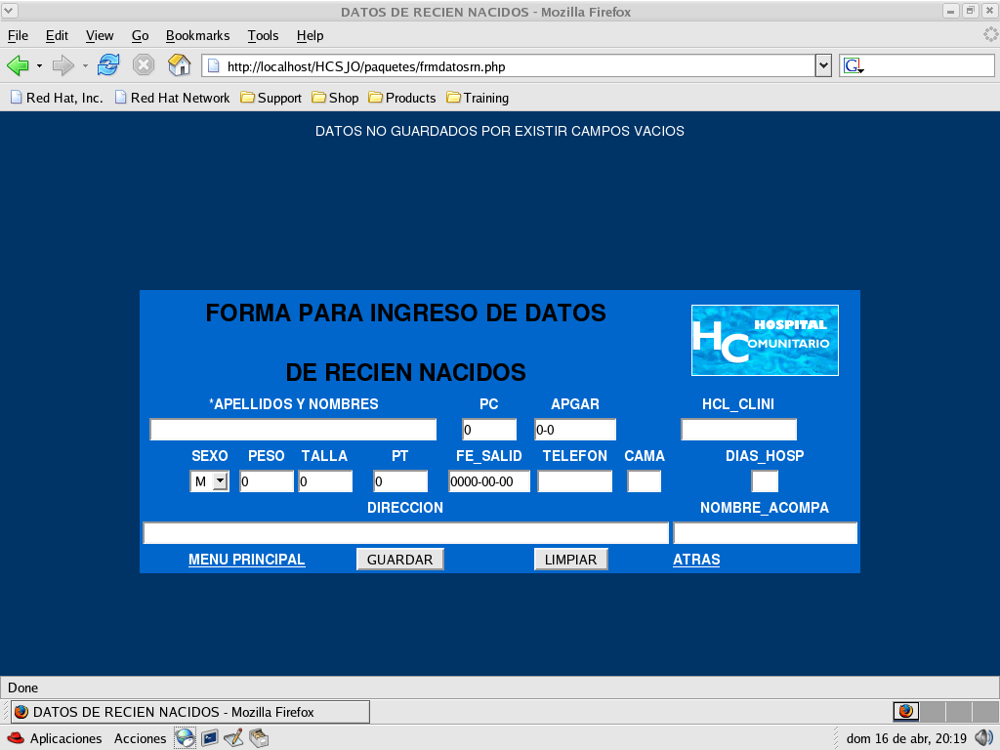 DATOS DE RECIEN NACIDOS - Mozilla Firefox
File Edit View Go Bookmarks Tools Help
http://localhost/HCSJO/paquetes/frmdatosrn.php G
Red Hat, Inc. Red Hat Network Support Shop Products Training
DATOS NO GUARDADOS POR EXISTIR CAMPOS VACIOS
FORMA PARA INGRESO DE DATOS
DE RECIEN NACIDOS
HC HOSPITAL
OMUNITARIO
*APELLIDOS Y NOMBRES PC APGAR HCL_CLINI
0 0-0
SEXO PESO TALLA PT FE_SALID TELEFON CAMA DIAS_HOSP
M 0 0 0 0000-00-00
DIRECCION NOMBRE_ACOMPA
MENU PRINCIPAL GUARDAR LIMPIAR ATRAS
Done
DATOS DE RECIEN NACIDOS - Mozilla Firefox
Aplicaciones Acciones dom 16 de abr, 20:19